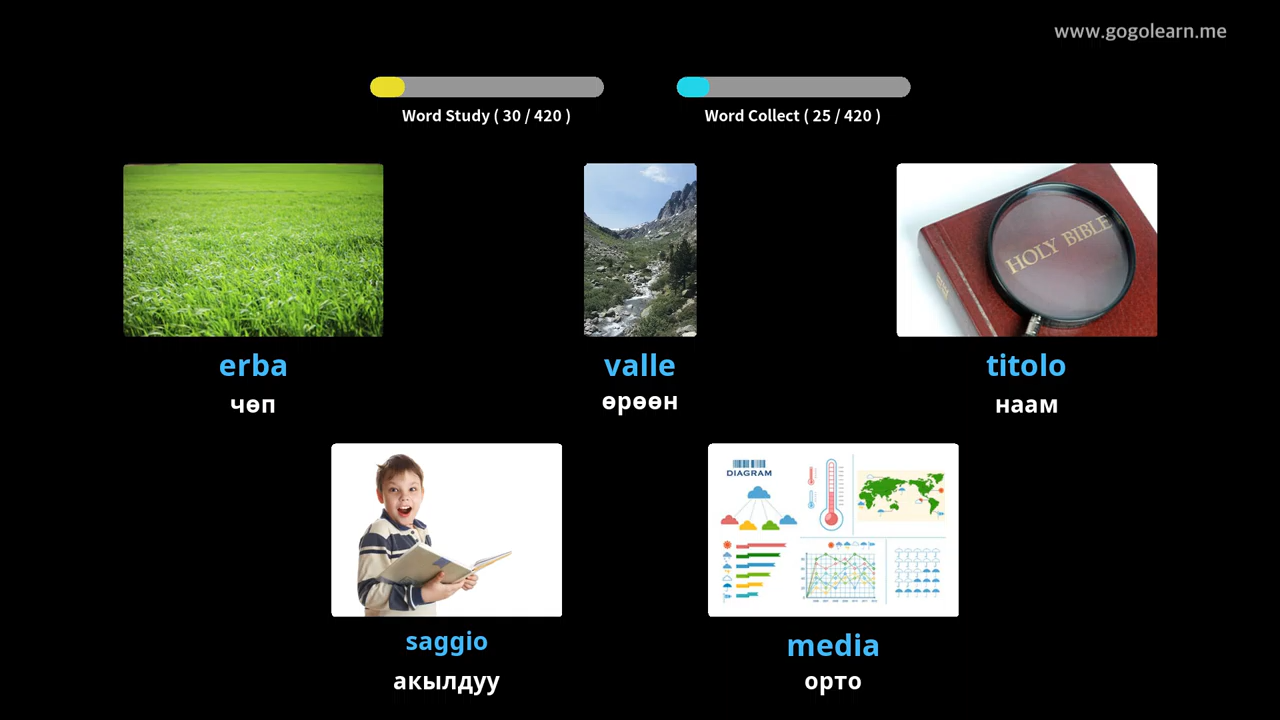 www.gogolearn.me
Word Study ( 30 / 420 )
Word Collect ( 25 / 420 )
HOLY BIBLE
erba
valle
titolo
чөп
өрөөн
наам
DIAGRAM
saggio
media
акылдуу
орто